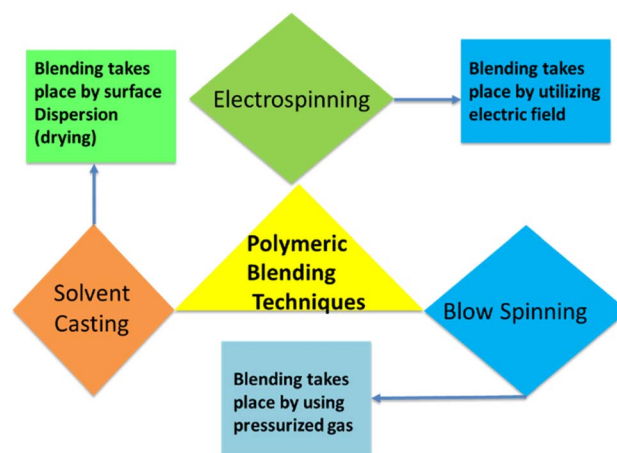 Blending takes
place by surface
Dispersion
(drying)
Electrospinning
Blending takes
place by utilizing
electric field
Polymeric
Blending
Techniques
Solvent
Casting
Blow Spinning
Blending takes
place by using
pressurized gas